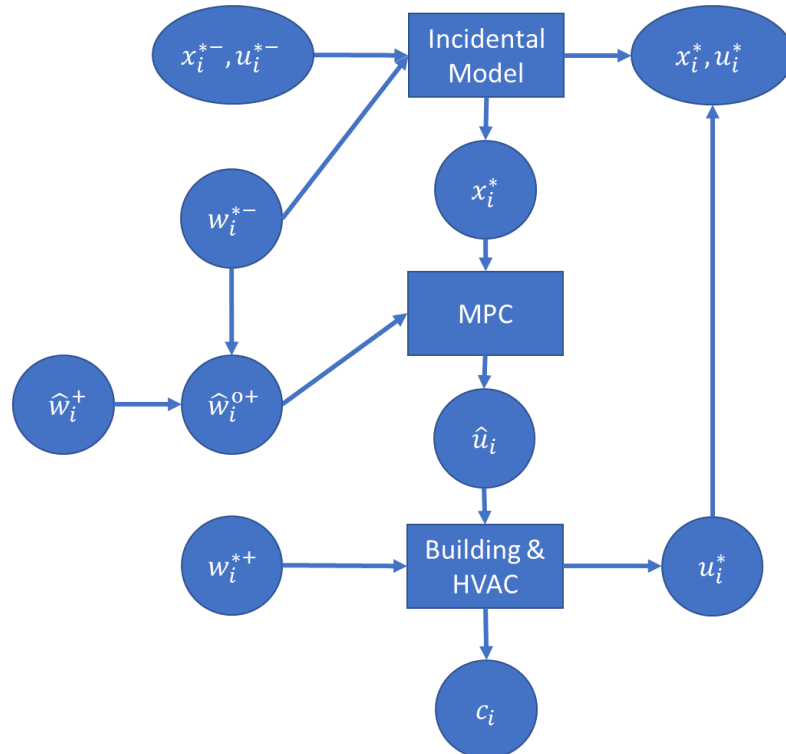 x_i^{*-}, u_i^{*-}
Incidental
Model
x_i^*, u_i^*
x_i^*
w_i^{*-}
MPC
ŵ_i^+
ŵ_i^{o+}
û_i
w_i^{*+}
Building &
HVAC
u_i^*
c_i